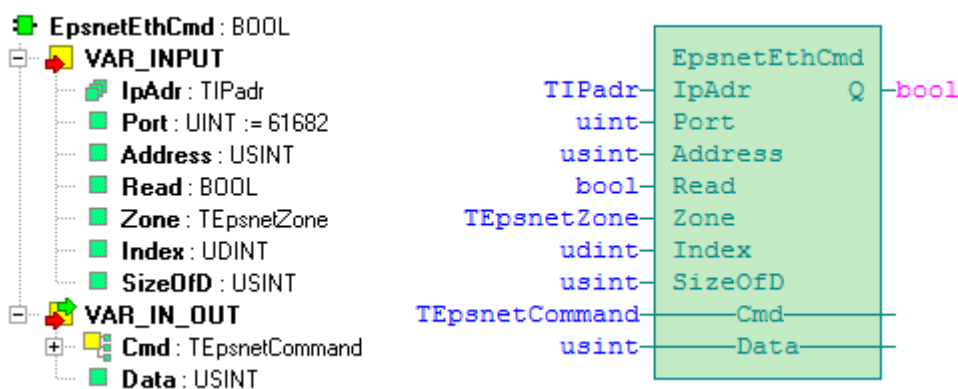 EpsnetEthCmd : BOOL
VAR_INPUT
IpAdr : TIPadr
Port : UINT := 61682
Address : USINT
Read : BOOL
Zone : TEpsnetZone
Index : UDINT
SizeOfD : USINT
VAR_IN_OUT
Cmd : TEpsnetCommand
Data : USINT
EpsnetEthCmd
TIPadr IpAdr Q bool
uint Port
usint Address
bool Read
TEpsnetZone Zone
udint Index
usint SizeOfD
TEpsnetCommand Cmd
usint Data